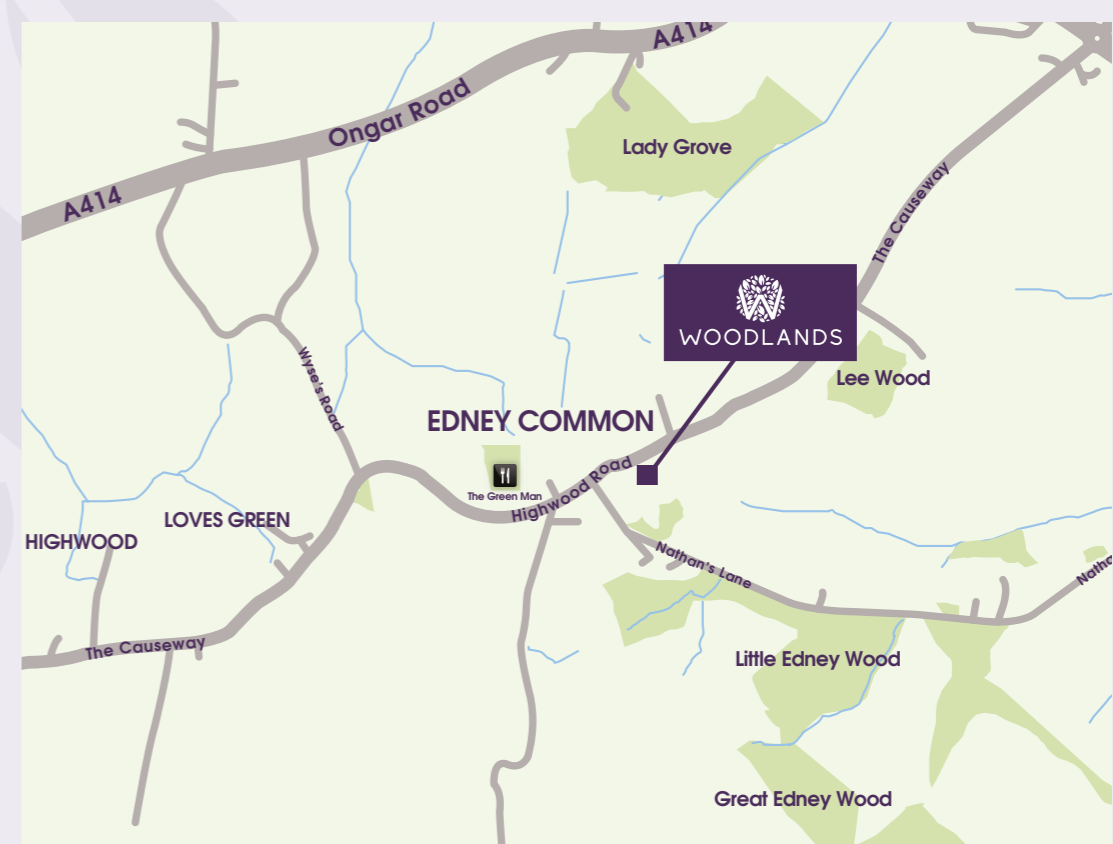 A414
Ongar Road
A414
Lady Grove
The Causeway
W
WOODLANDS
Lee Wood
Wyse's Road
EDNEY COMMON
The Green Man
Highwood Road
LOVES GREEN
HIGHWOOD
Nathan's Lane
Natha
The Causeway
Little Edney Wood
Great Edney Wood